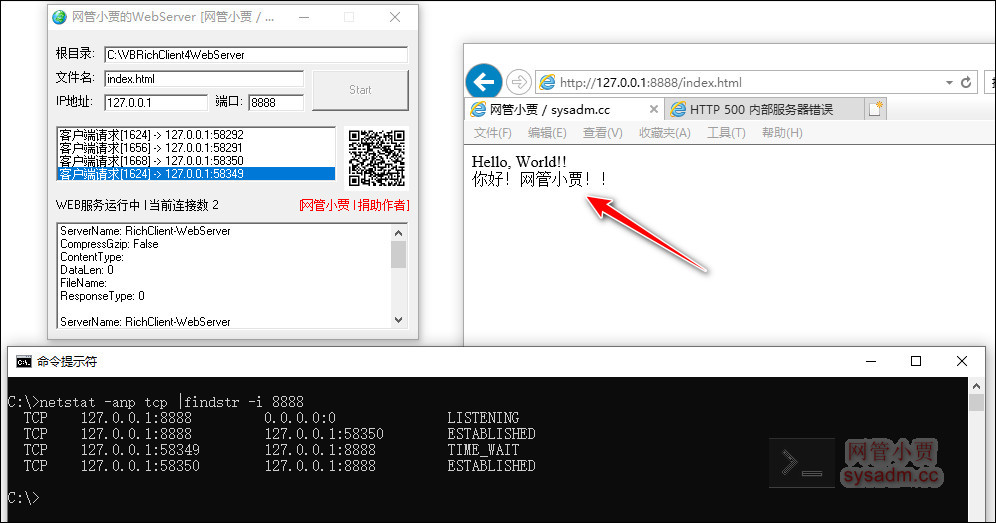 网管小贾的WebServer [网管小贾 / ...
根目录: C:\VBRichClient4WebServer
文件名: index.html
IP地址: 127.0.0.1 端口: 8888
Start
客户端请求[1624] -> 127.0.0.1:58292
客户端请求[1656] -> 127.0.0.1:58291
客户端请求[1668] -> 127.0.0.1:58350
客户端请求[1624] -> 127.0.0.1:58349
WEB服务运行中 | 当前连接数 2
[网管小贾 | 捐助作者]
ServerName: RichClient-WebServer
CompressGzip: False
ContentType:
DataLen: 0
FileName:
ResponseType: 0
ServerName: RichClient-WebServer
http://127.0.0.1:8888/index.html
网管小贾 / sysadm.cc
HTTP 500 内部服务器错误
文件(F) 编辑(E) 查看(V) 收藏夹(A) 工具(T) 帮助(H)
Hello, World!!
你好！网管小贾！！
命令提示符
C:\>netstat -anp tcp |findstr -i 8888
TCP 127.0.0.1:8888 0.0.0.0:0 LISTENING
TCP 127.0.0.1:8888 127.0.0.1:58350 ESTABLISHED
TCP 127.0.0.1:58349 127.0.0.1:8888 TIME_WAIT
TCP 127.0.0.1:58350 127.0.0.1:8888 ESTABLISHED
C:\>
网管小贾
sysadm.cc